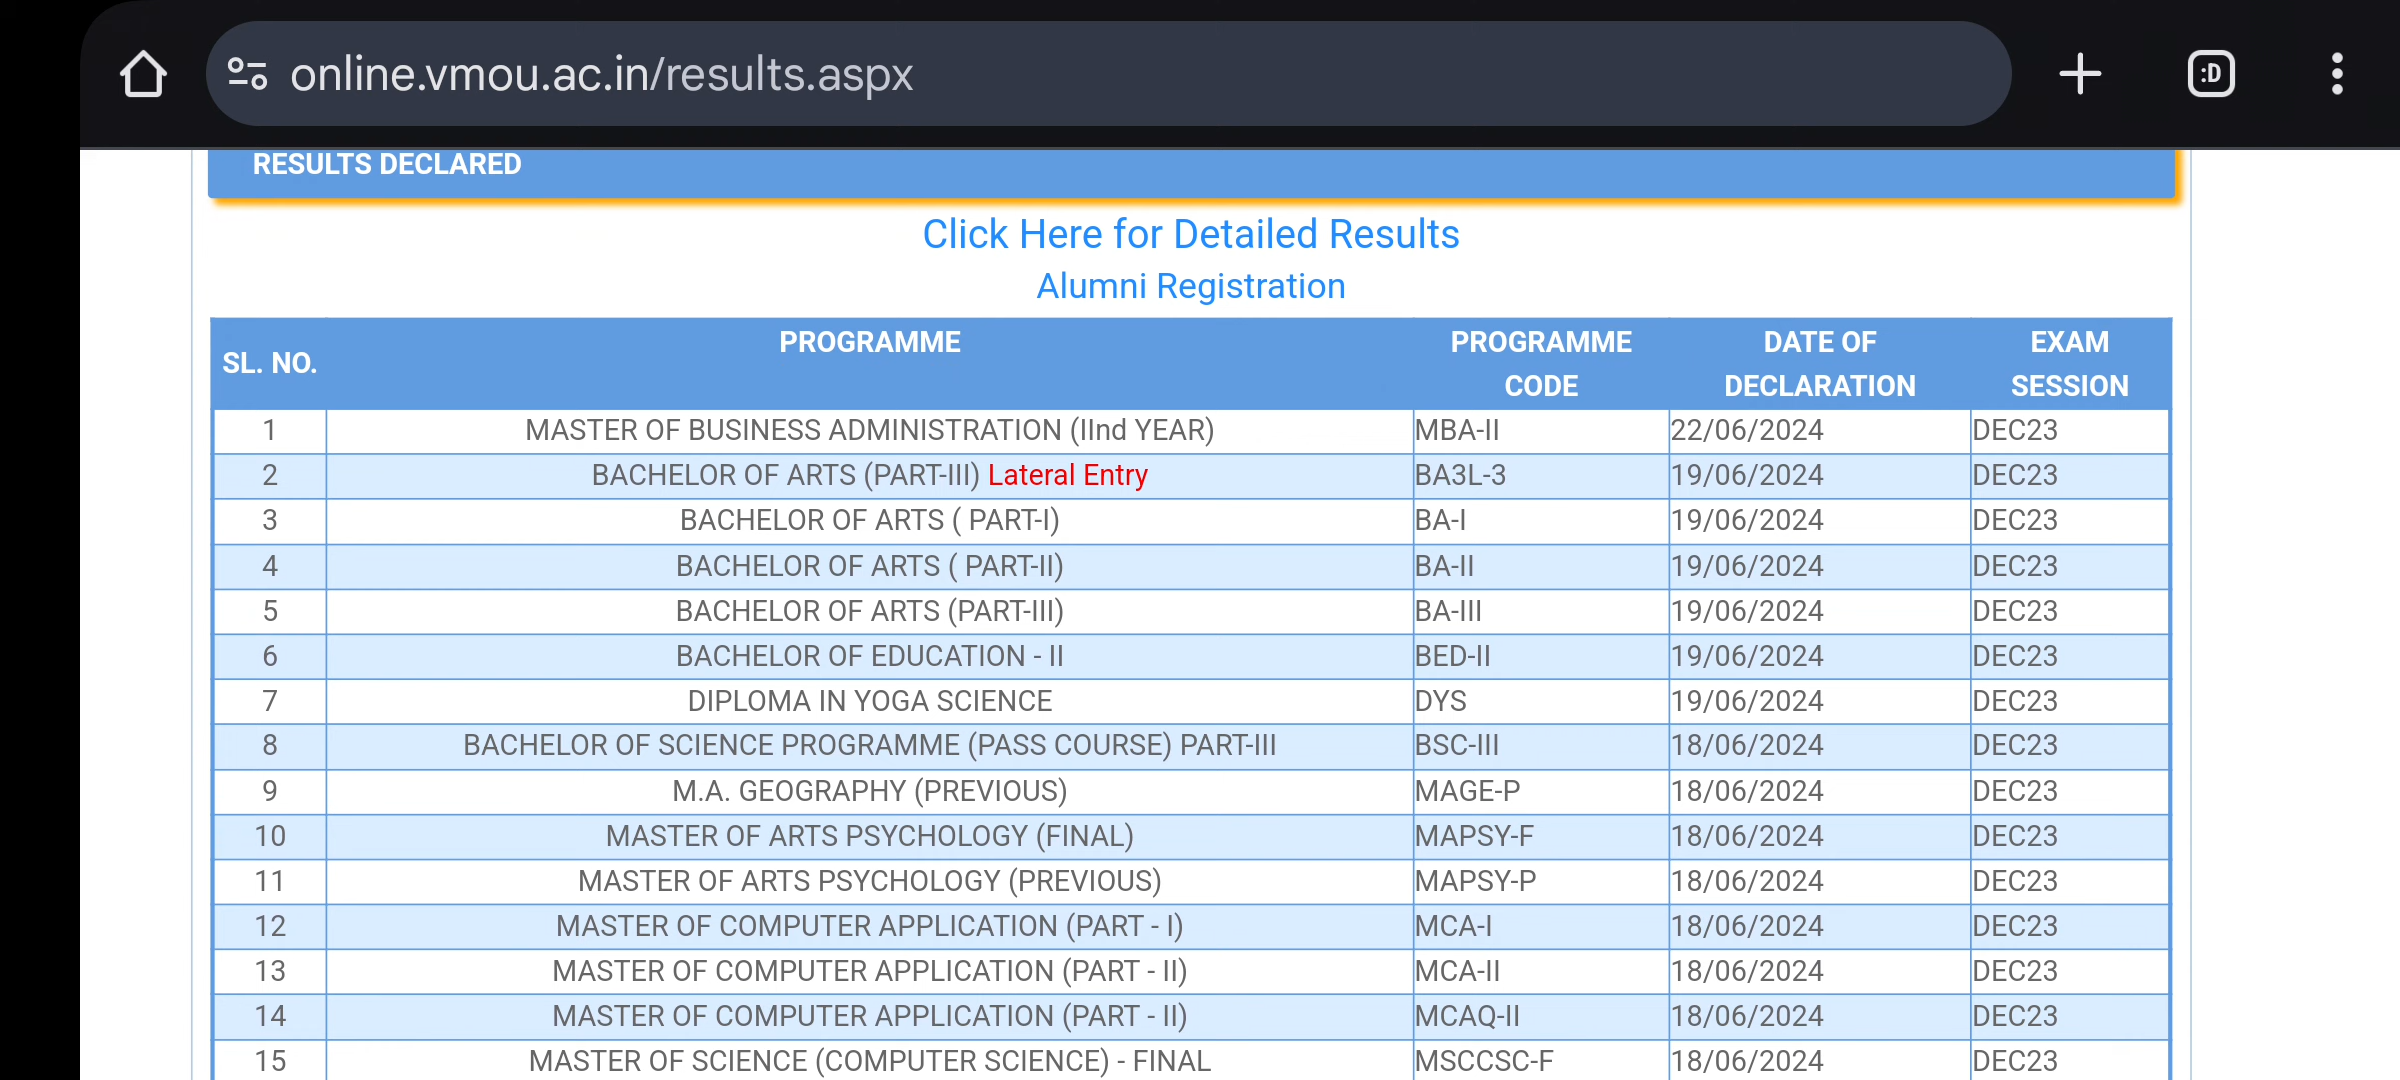 online.vmou.ac.in/results.aspx
:D
RESULTS DECLARED
Click Here for Detailed Results
Alumni Registration
SL. NO. PROGRAMME PROGRAMME CODE DATE OF DECLARATION EXAM SESSION
1 MASTER OF BUSINESS ADMINISTRATION (IInd YEAR) MBA-II 22/06/2024 DEC23
2 BACHELOR OF ARTS (PART-III) Lateral Entry BA3L-3 19/06/2024 DEC23
3 BACHELOR OF ARTS ( PART-I) BA-I 19/06/2024 DEC23
4 BACHELOR OF ARTS ( PART-II) BA-II 19/06/2024 DEC23
5 BACHELOR OF ARTS (PART-III) BA-III 19/06/2024 DEC23
6 BACHELOR OF EDUCATION - II BED-II 19/06/2024 DEC23
7 DIPLOMA IN YOGA SCIENCE DYS 19/06/2024 DEC23
8 BACHELOR OF SCIENCE PROGRAMME (PASS COURSE) PART-III BSC-III 18/06/2024 DEC23
9 M.A. GEOGRAPHY (PREVIOUS) MAGE-P 18/06/2024 DEC23
10 MASTER OF ARTS PSYCHOLOGY (FINAL) MAPSY-F 18/06/2024 DEC23
11 MASTER OF ARTS PSYCHOLOGY (PREVIOUS) MAPSY-P 18/06/2024 DEC23
12 MASTER OF COMPUTER APPLICATION (PART - I) MCA-I 18/06/2024 DEC23
13 MASTER OF COMPUTER APPLICATION (PART - II) MCA-II 18/06/2024 DEC23
14 MASTER OF COMPUTER APPLICATION (PART - II) MCAQ-II 18/06/2024 DEC23
15 MASTER OF SCIENCE (COMPUTER SCIENCE) - FINAL MSCCSC-F 18/06/2024 DEC23